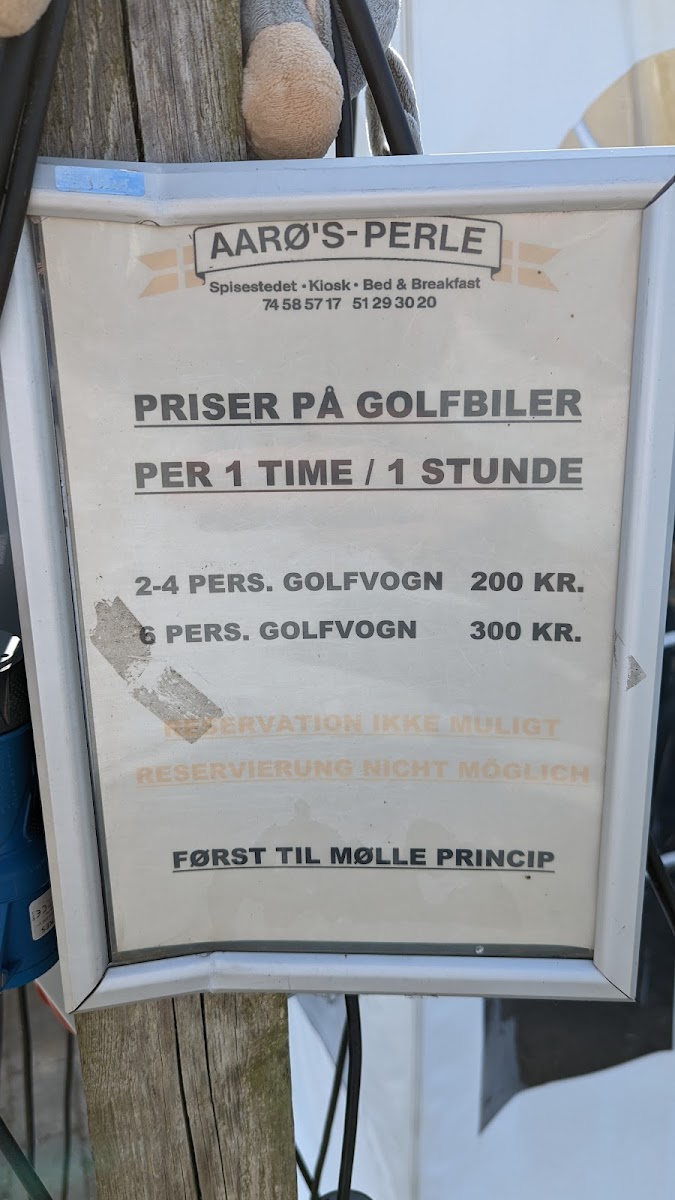 AARØ'S-PERLE
Spisestedet • Kiosk • Bed & Breakfast
74 58 57 17 51 29 30 20
PRISER PÅ GOLFBILER
PER 1 TIME / 1 STUNDE
2-4 PERS. GOLFVOGN 200 KR.
6 PERS. GOLFVOGN 300 KR.
RESERVATION IKKE MULIGT
RESERVIERUNG NICHT MÖGLICH
FØRST TIL MØLLE PRINCIP